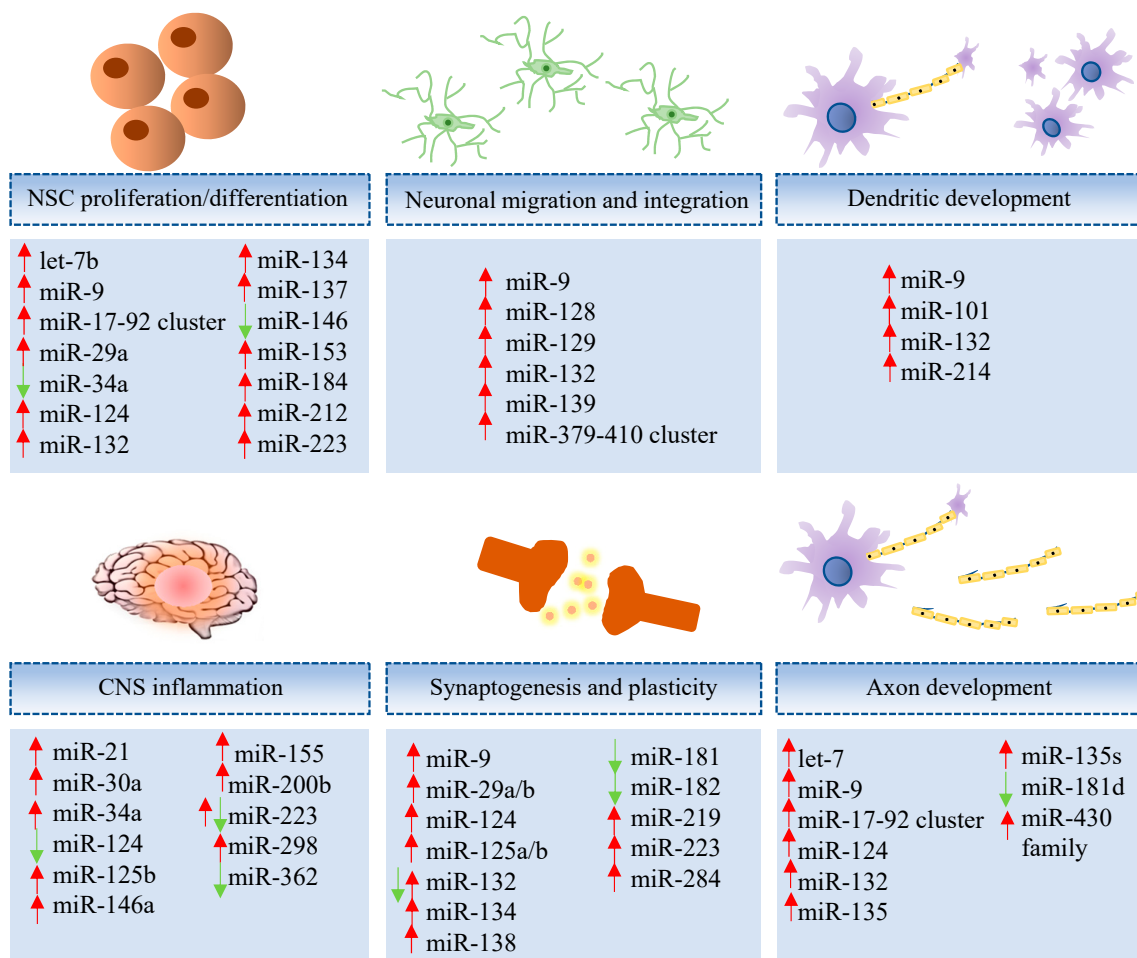 NSC proliferation/differentiation
let-7b
miR-9
miR-17-92 cluster
miR-29a
miR-34a
miR-124
miR-132
miR-134
miR-137
miR-146
miR-153
miR-184
miR-212
miR-223
Neuronal migration and integration
miR-9
miR-128
miR-129
miR-132
miR-139
miR-379-410 cluster
Dendritic development
miR-9
miR-101
miR-132
miR-214
CNS inflammation
miR-21
miR-30a
miR-34a
miR-124
miR-125b
miR-146a
miR-155
miR-200b
miR-223
miR-298
miR-362
Synaptogenesis and plasticity
miR-9
miR-29a/b
miR-124
miR-125a/b
miR-132
miR-134
miR-138
miR-181
miR-182
miR-219
miR-223
miR-284
Axon development
let-7
miR-9
miR-17-92 cluster
miR-124
miR-132
miR-135
miR-135s
miR-181d
miR-430
family